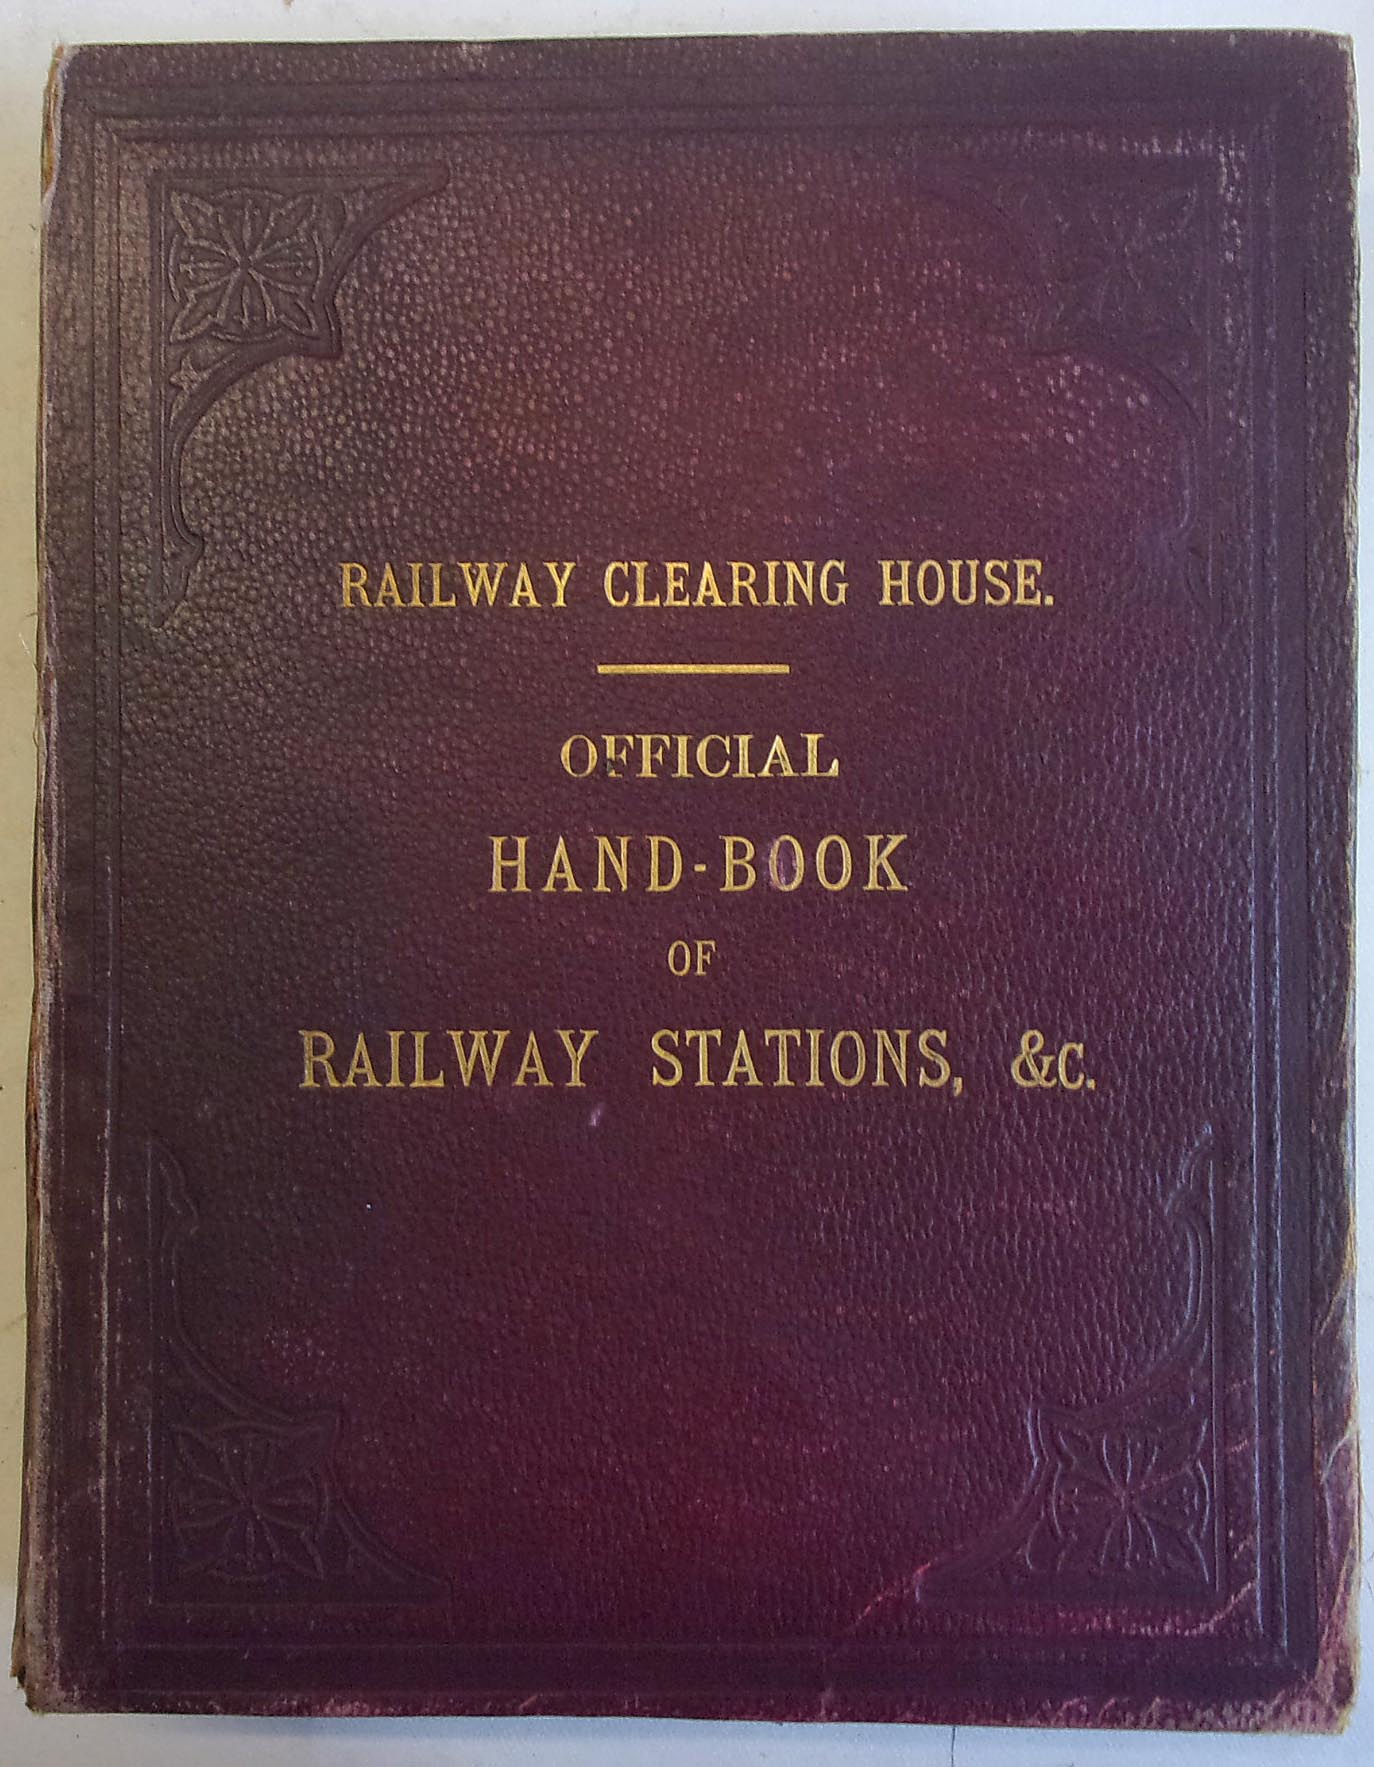 RAILWAY CLEARING HOUSE.
OFFICIAL
HAND-BOOK
OF
RAILWAY STATIONS, &C.